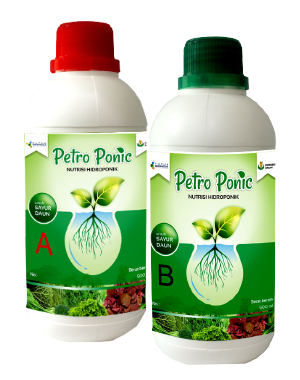 Petro Ponic
NUTRISI HIDROPONIK
SAYUR
DAUN
A
Petro Ponic
NUTRISI HIDROPONIK
SAYUR
DAUN
B